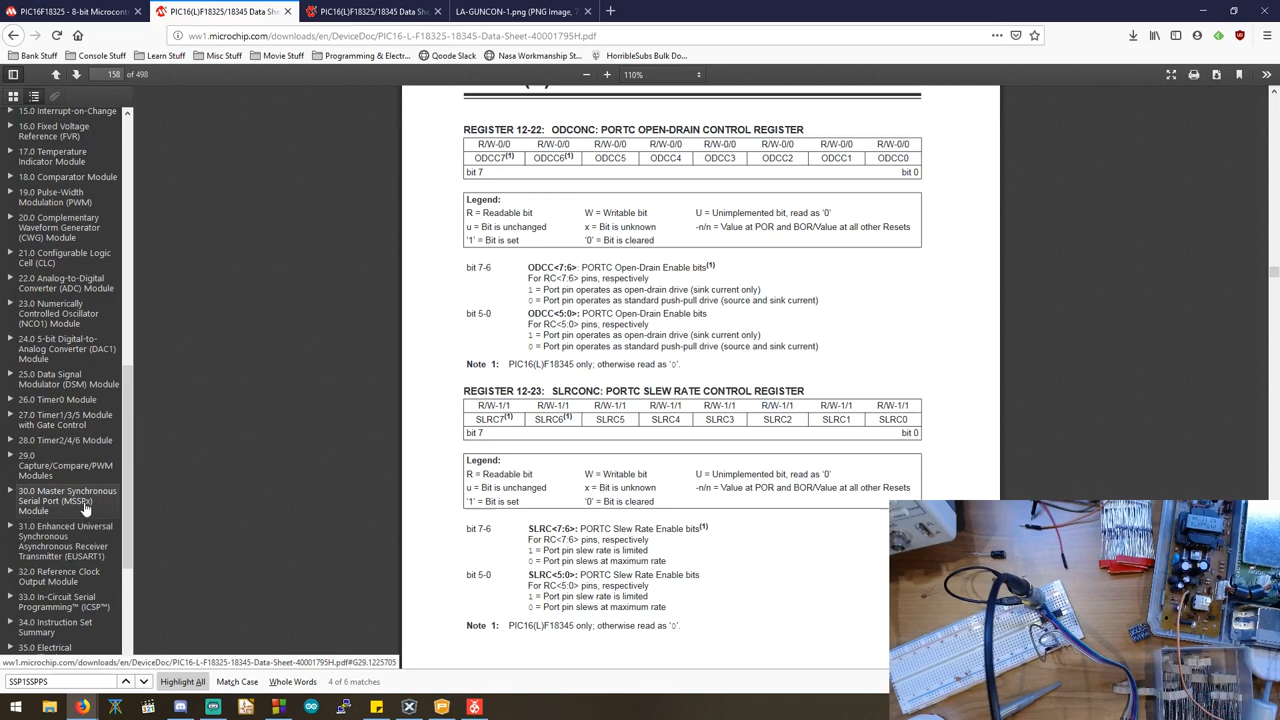 PIC16F18325 - 8-bit Microcont
PIC16(L)F18325/18345 Data She
PIC16(L)F18325/18345 Data Shee
LA-GUNCON-1.png (PNG Image, 7
ww1.microchip.com/downloads/en/DeviceDoc/PIC16-L-F18325-18345-Data-Sheet-40001795H.pdf
Bank Stuff
Console Stuff
Learn Stuff
Misc Stuff
Movie Stuff
Programming & Electr...
Qoode Slack
Nasa Workmanship St...
HorribleSubs Bulk Do...
158 of 498
110%
15.0 Interrupt-on-Change
16.0 Fixed Voltage
Reference (FVR)
17.0 Temperature
Indicator Module
18.0 Comparator Module
19.0 Pulse-Width
Modulation (PWM)
20.0 Complementary
Waveform Generator
(CWG) Module
21.0 Configurable Logic
Cell (CLC)
22.0 Analog-to-Digital
Converter (ADC) Module
23.0 Numerically
Controlled Oscillator
(NCO1) Module
24.0 5-bit Digital-to-
Analog Converter (DAC1)
Module
25.0 Data Signal
Modulator (DSM) Module
26.0 Timer0 Module
27.0 Timer1/3/5 Module
with Gate Control
28.0 Timer2/4/6 Module
29.0
Capture/Compare/PWM
Modules
30.0 Master Synchronous
Serial Port (MSSPx)
Module
31.0 Enhanced Universal
Synchronous
Asynchronous Receiver
Transmitter (EUSART1)
32.0 Reference Clock
Output Module
33.0 In-Circuit Serial
Programming™ (ICSP™)
34.0 Instruction Set
Summary
35.0 Electrical
REGISTER 12-22: ODCONC: PORTC OPEN-DRAIN CONTROL REGISTER
R/W-0/0 R/W-0/0 R/W-0/0 R/W-0/0 R/W-0/0 R/W-0/0 R/W-0/0 R/W-0/0
ODCC7(1) ODCC6(1) ODCC5 ODCC4 ODCC3 ODCC2 ODCC1 ODCC0
bit 7 bit 0
Legend:
R = Readable bit W = Writable bit U = Unimplemented bit, read as '0'
u = Bit is unchanged x = Bit is unknown -n/n = Value at POR and BOR/Value at all other Resets
'1' = Bit is set '0' = Bit is cleared
bit 7-6 ODCC<7:6>: PORTC Open-Drain Enable bits(1)
For RC<7:6> pins, respectively
1 = Port pin operates as open-drain drive (sink current only)
0 = Port pin operates as standard push-pull drive (source and sink current)
bit 5-0 ODCC<5:0>: PORTC Open-Drain Enable bits
For RC<5:0> pins, respectively
1 = Port pin operates as open-drain drive (sink current only)
0 = Port pin operates as standard push-pull drive (source and sink current)
Note 1: PIC16(L)F18345 only; otherwise read as '0'.
REGISTER 12-23: SLRCONC: PORTC SLEW RATE CONTROL REGISTER
R/W-1/1 R/W-1/1 R/W-1/1 R/W-1/1 R/W-1/1 R/W-1/1 R/W-1/1 R/W-1/1
SLRC7(1) SLRC6(1) SLRC5 SLRC4 SLRC3 SLRC2 SLRC1 SLRC0
bit 7 bit 0
Legend:
R = Readable bit W = Writable bit U = Unimplemented bit, read as '0'
u = Bit is unchanged x = Bit is unknown -n/n = Value at POR and BOR/Value at all other Resets
'1' = Bit is set '0' = Bit is cleared
bit 7-6 SLRC<7:6>: PORTC Slew Rate Enable bits(1)
For RC<7:6> pins, respectively
1 = Port pin slew rate is limited
0 = Port pin slews at maximum rate
bit 5-0 SLRC<5:0>: PORTC Slew Rate Enable bits
For RC<5:0> pins, respectively
1 = Port pin slew rate is limited
0 = Port pin slews at maximum rate
Note 1: PIC16(L)F18345 only; otherwise read as '0'.
ww1.microchip.com/downloads/en/DeviceDoc/PIC16-L-F18325-18345-Data-Sheet-40001795H.pdf#G29.1225705
SSP1SSPPS
Highlight All
Match Case
Whole Words
4 of 6 matches